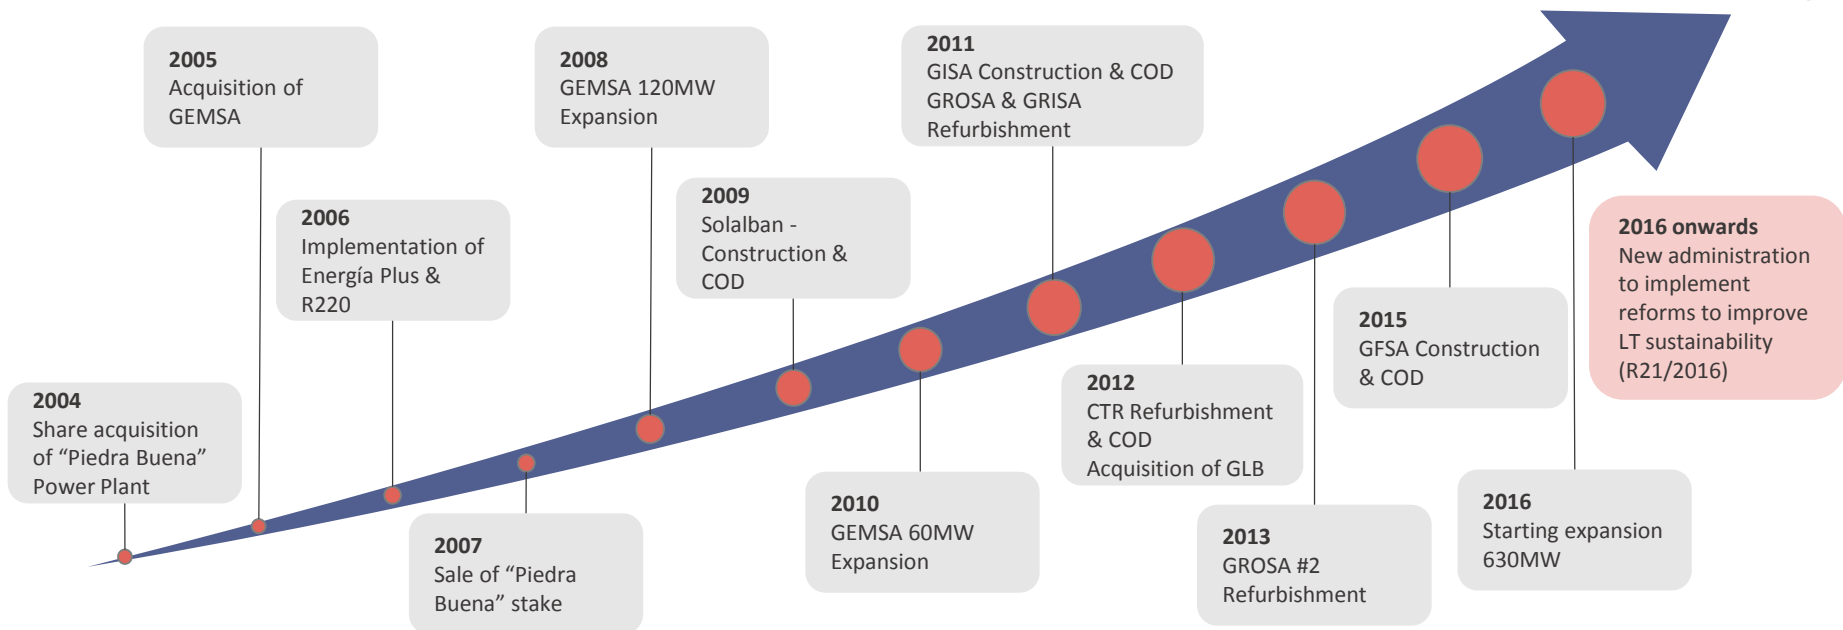 2004
Share acquisition
of “Piedra Buena”
Power Plant
2005
Acquisition of
GEMSA
2006
Implementation of
Energía Plus &
R220
2007
Sale of “Piedra
Buena” stake
2008
GEMSA 120MW
Expansion
2009
Solalban -
Construction &
COD
2010
GEMSA 60MW
Expansion
2011
GISA Construction & COD
GROSA & GRISA
Refurbishment
2012
CTR Refurbishment
& COD
Acquisition of GLB
2013
GROSA #2
Refurbishment
2015
GFSA Construction
& COD
2016
Starting expansion
630MW
2016 onwards
New administration
to implement
reforms to improve
LT sustainability
(R21/2016)